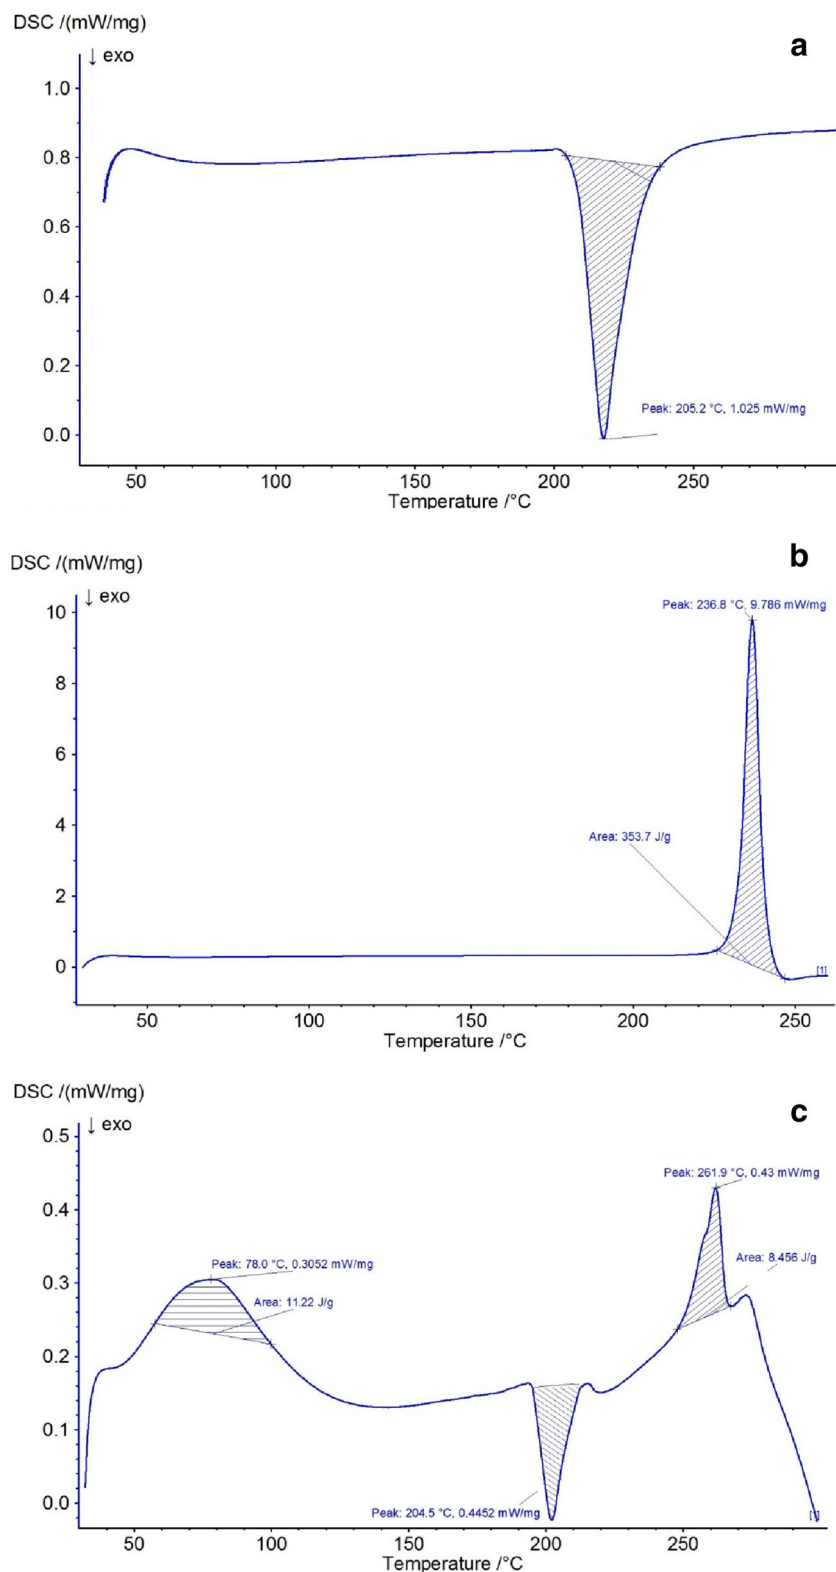 DSC /(mW/mg)
a
↓ exo
1.0
0.8
0.6
0.4
0.2
0.0
Peak: 205.2 °C, 1.025 mW/mg
50 100 150 200 250
Temperature /°C
DSC /(mW/mg)
b
↓ exo
Peak: 236.8 °C, 9.786 mW/mg
10
8
6
4
Area: 353.7 J/g
2
0
[1]
50 100 150 200 250
Temperature /°C
DSC /(mW/mg)
c
↓ exo
0.5
Peak: 261.9 °C, 0.43 mW/mg
0.4
Area: 8.456 J/g
Peak: 78.0 °C, 0.3052 mW/mg
0.3
Area: 11.22 J/g
0.2
0.1
0.0
Peak: 204.5 °C, 0.4452 mW/mg
[1]
50 100 150 200 250
Temperature /°C